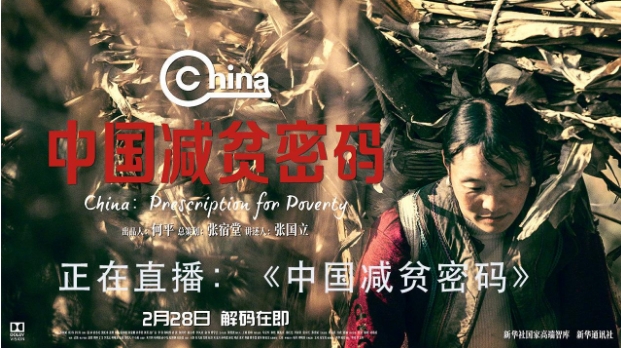 China
中国减贫密码
China: Prescription for Poverty
出品人：何平 总策划：张宿堂 讲述人：张国立
正在直播：《中国减贫密码》
2月28日 解码在即
DOLBY
新华社国家高端智库 新华通讯社